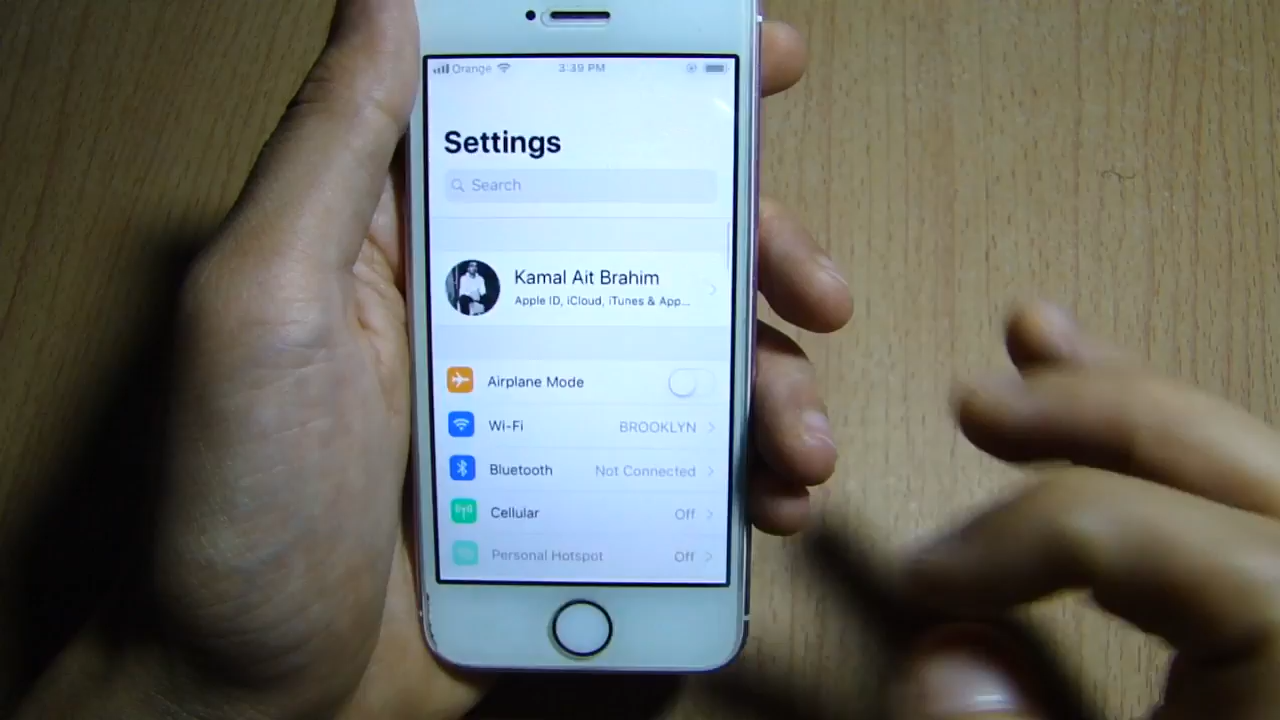 Orange 3:39 PM
Settings
Search
Kamal Ait Brahim
Apple ID, iCloud, iTunes & App...
Airplane Mode
Wi-Fi BROOKLYN
Bluetooth Not Connected
Cellular Off
Personal Hotspot Off